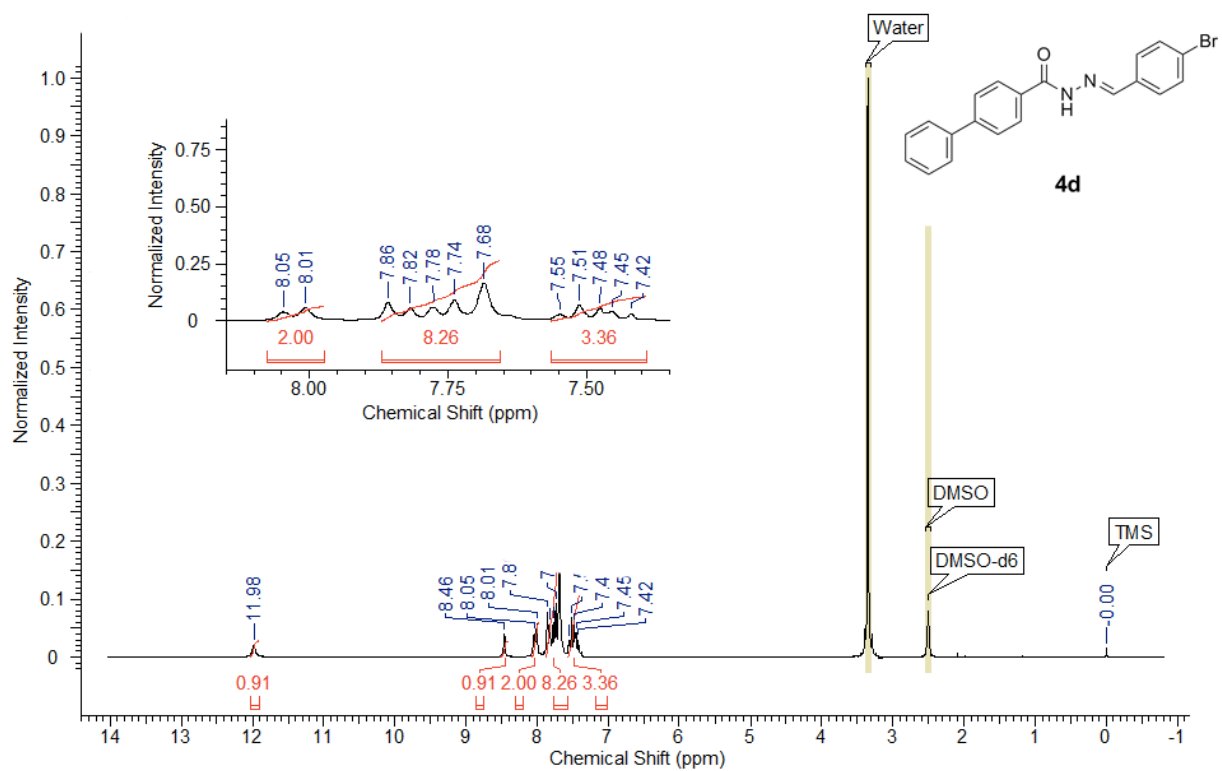 Water
Br
O
N
N
H
4d
Normalized Intensity
1.0
0.9
0.8
0.7
0.6
0.5
0.4
0.3
0.2
0.1
0
Normalized Intensity
0.75
0.50
0.25
0
8.05 8.01 7.86 7.82 7.78 7.74 7.68 7.55 7.51 7.48 7.45 7.42
2.00 8.26 3.36
8.00 7.75 7.50
Chemical Shift (ppm)
DMSO
DMSO-d6
TMS
11.98 8.46 8.05 8.01 7.8 7.4 7.45 7.42 -0.00
0.91 0.91 2.00 8.26 3.36
14 13 12 11 10 9 8 7 6 5 4 3 2 1 0 -1
Chemical Shift (ppm)